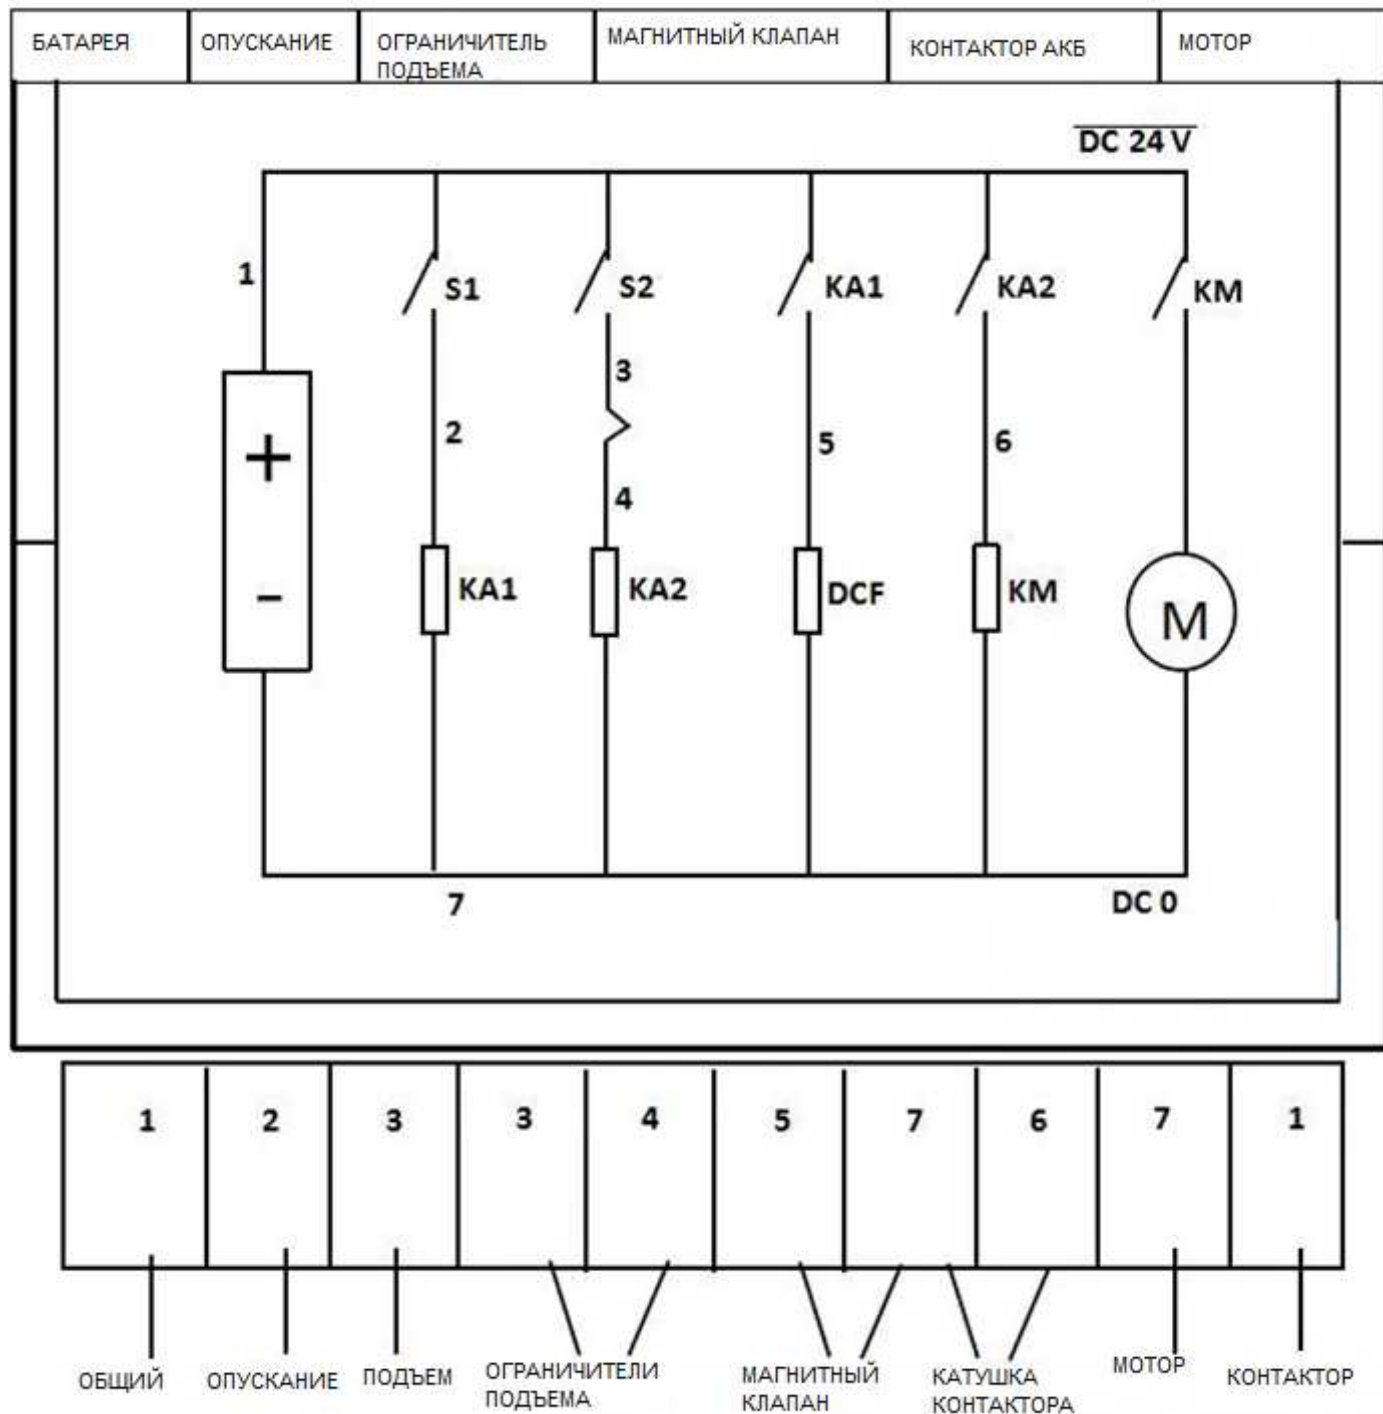 БАТАРЕЯ
ОПУСКАНИЕ
ОГРАНИЧИТЕЛЬ
ПОДЪЕМА
МАГНИТНЫЙ КЛАПАН
КОНТАКТОР АКБ
МОТОР
DC 24 V
1
S1
S2
KA1
KA2
KM
3
2
5
6
4
+
-
KA1
KA2
DCF
KM
M
7
DC 0
1 2 3 3 4 5 7 6 7 1
ОБЩИЙ
ОПУСКАНИЕ
ПОДЪЕМ
ОГРАНИЧИТЕЛИ
ПОДЪЕМА
МАГНИТНЫЙ
КЛАПАН
КАТУШКА
КОНТАКТОРА
МОТОР
КОНТАКТОР